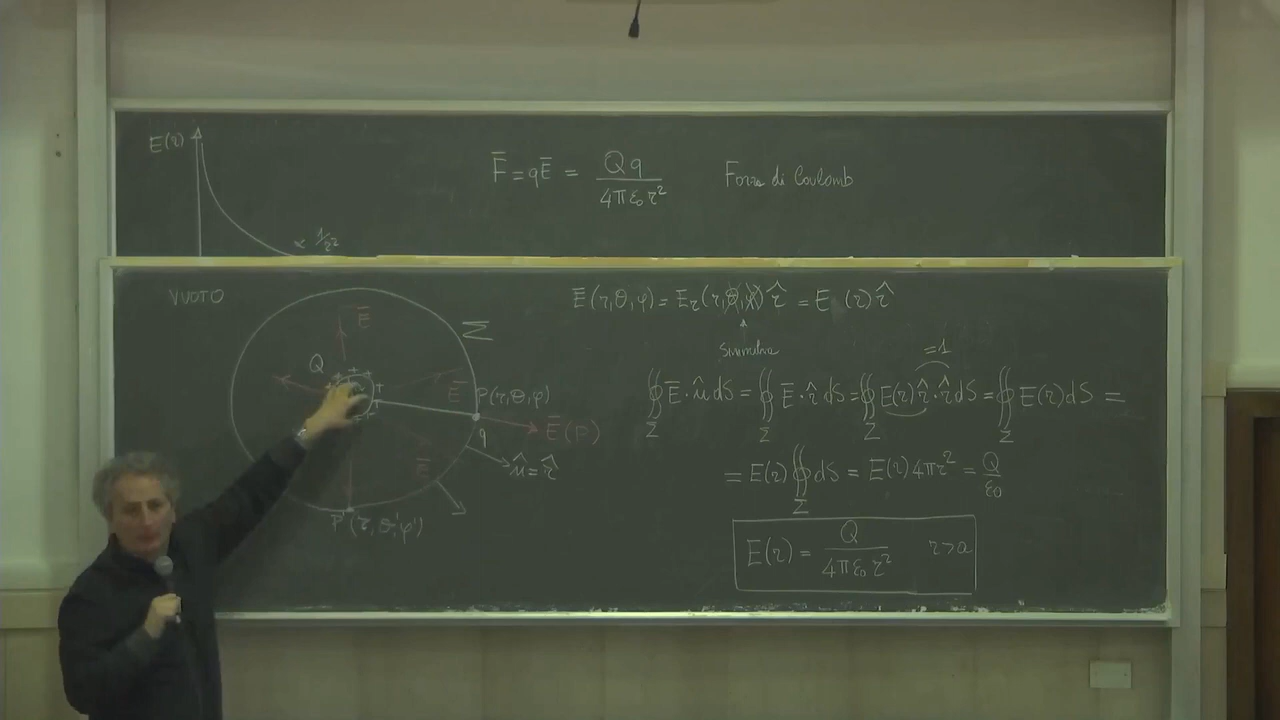 E(r)
∝ 1/r²
F̄ = qĒ = Qq / 4πε₀r²
Forza di Coulomb
VUOTO
Ē
Σ
Q
Ē
P(r,θ,φ)
Ē(P)
q
Ē
û = r̂
P'(r,θ',φ')
Ē(r,θ,φ) = Er(r,θ,φ) r̂ = E(r) r̂
Simmetria
=1
∯Σ Ē·û dS = ∯Σ Ē·r̂ dS = ∯Σ E(r) r̂·r̂ dS = ∯Σ E(r) dS =
= E(r) ∯Σ dS = E(r) 4πr² = Q/ε₀
E(r) = Q / 4πε₀r² r>a